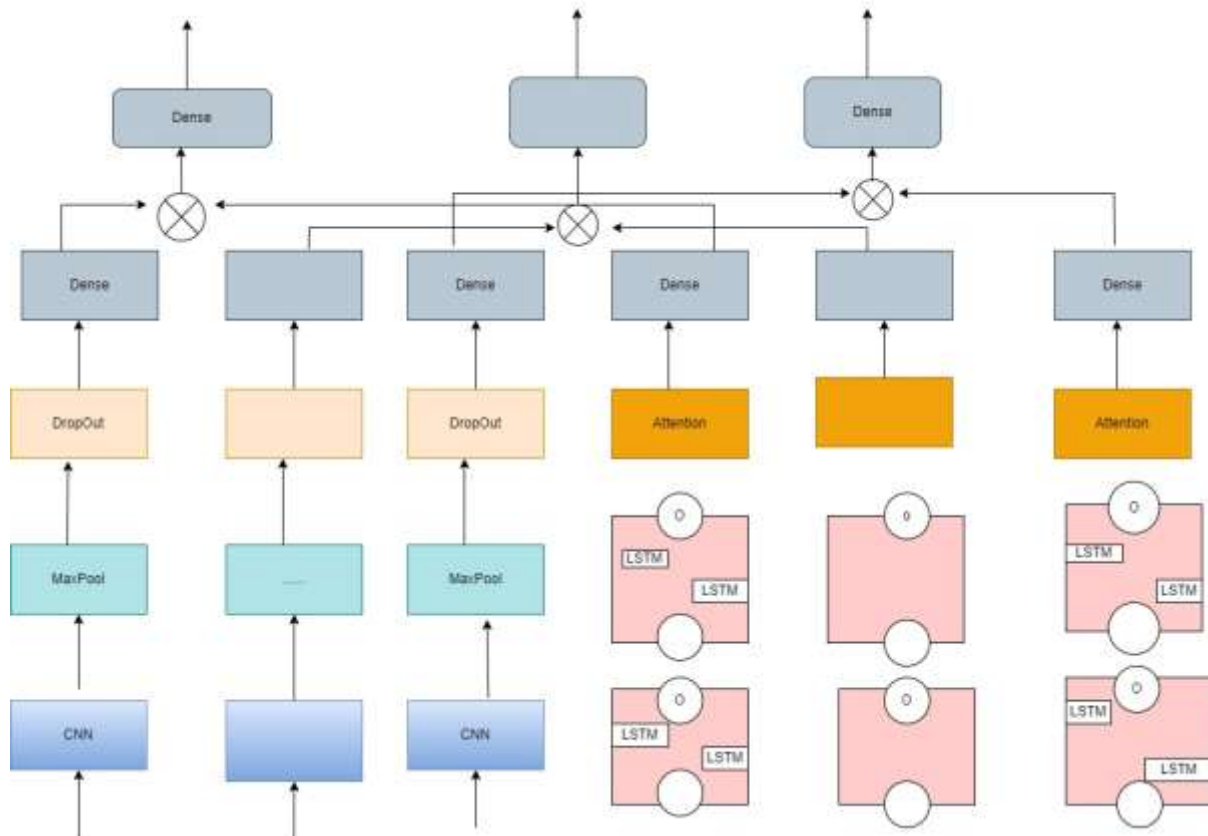 Dense
Dense
Dense
Dense
Dense
Dense
DropOut
DropOut
Attention
Attention
O
o
O
LSTM
LSTM
LSTM
LSTM
MaxPool
......
MaxPool
O
O
O
LSTM
LSTM
CNN
CNN
LSTM
LSTM